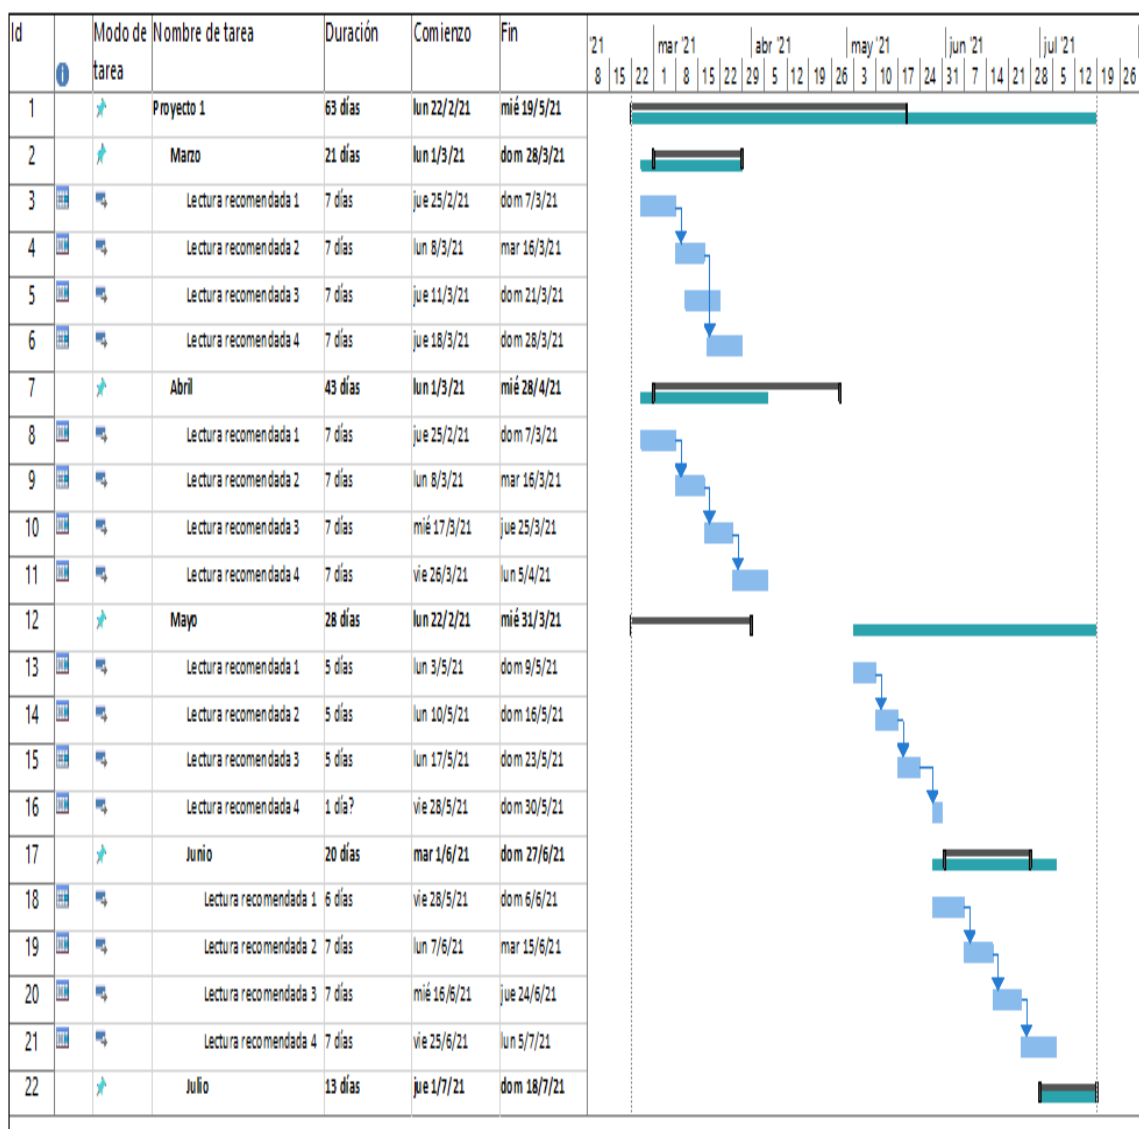 Id Modo de tarea Nombre de tarea Duración Comienzo Fin
'21 mar '21 abr '21 may '21 jun '21 jul '21
8 15 22 1 8 15 22 29 5 12 19 26 3 10 17 24 31 7 14 21 28 5 12 19 26
1 Proyecto 1 63 días lun 22/2/21 mié 19/5/21
2 Marzo 21 días lun 1/3/21 dom 28/3/21
3 Lectura recomendada 1 7 días jue 25/2/21 dom 7/3/21
4 Lectura recomendada 2 7 días lun 8/3/21 mar 16/3/21
5 Lectura recomendada 3 7 días jue 11/3/21 dom 21/3/21
6 Lectura recomendada 4 7 días jue 18/3/21 dom 28/3/21
7 Abril 43 días lun 1/3/21 mié 28/4/21
8 Lectura recomendada 1 7 días jue 25/2/21 dom 7/3/21
9 Lectura recomendada 2 7 días lun 8/3/21 mar 16/3/21
10 Lectura recomendada 3 7 días mié 17/3/21 jue 25/3/21
11 Lectura recomendada 4 7 días vie 26/3/21 lun 5/4/21
12 Mayo 28 días lun 22/2/21 mié 31/3/21
13 Lectura recomendada 1 5 días lun 3/5/21 dom 9/5/21
14 Lectura recomendada 2 5 días lun 10/5/21 dom 16/5/21
15 Lectura recomendada 3 5 días lun 17/5/21 dom 23/5/21
16 Lectura recomendada 4 1 día? vie 28/5/21 dom 30/5/21
17 Junio 20 días mar 1/6/21 dom 27/6/21
18 Lectura recomendada 1 6 días vie 28/5/21 dom 6/6/21
19 Lectura recomendada 2 7 días lun 7/6/21 mar 15/6/21
20 Lectura recomendada 3 7 días mié 16/6/21 jue 24/6/21
21 Lectura recomendada 4 7 días vie 25/6/21 lun 5/7/21
22 Julio 13 días jue 1/7/21 dom 18/7/21